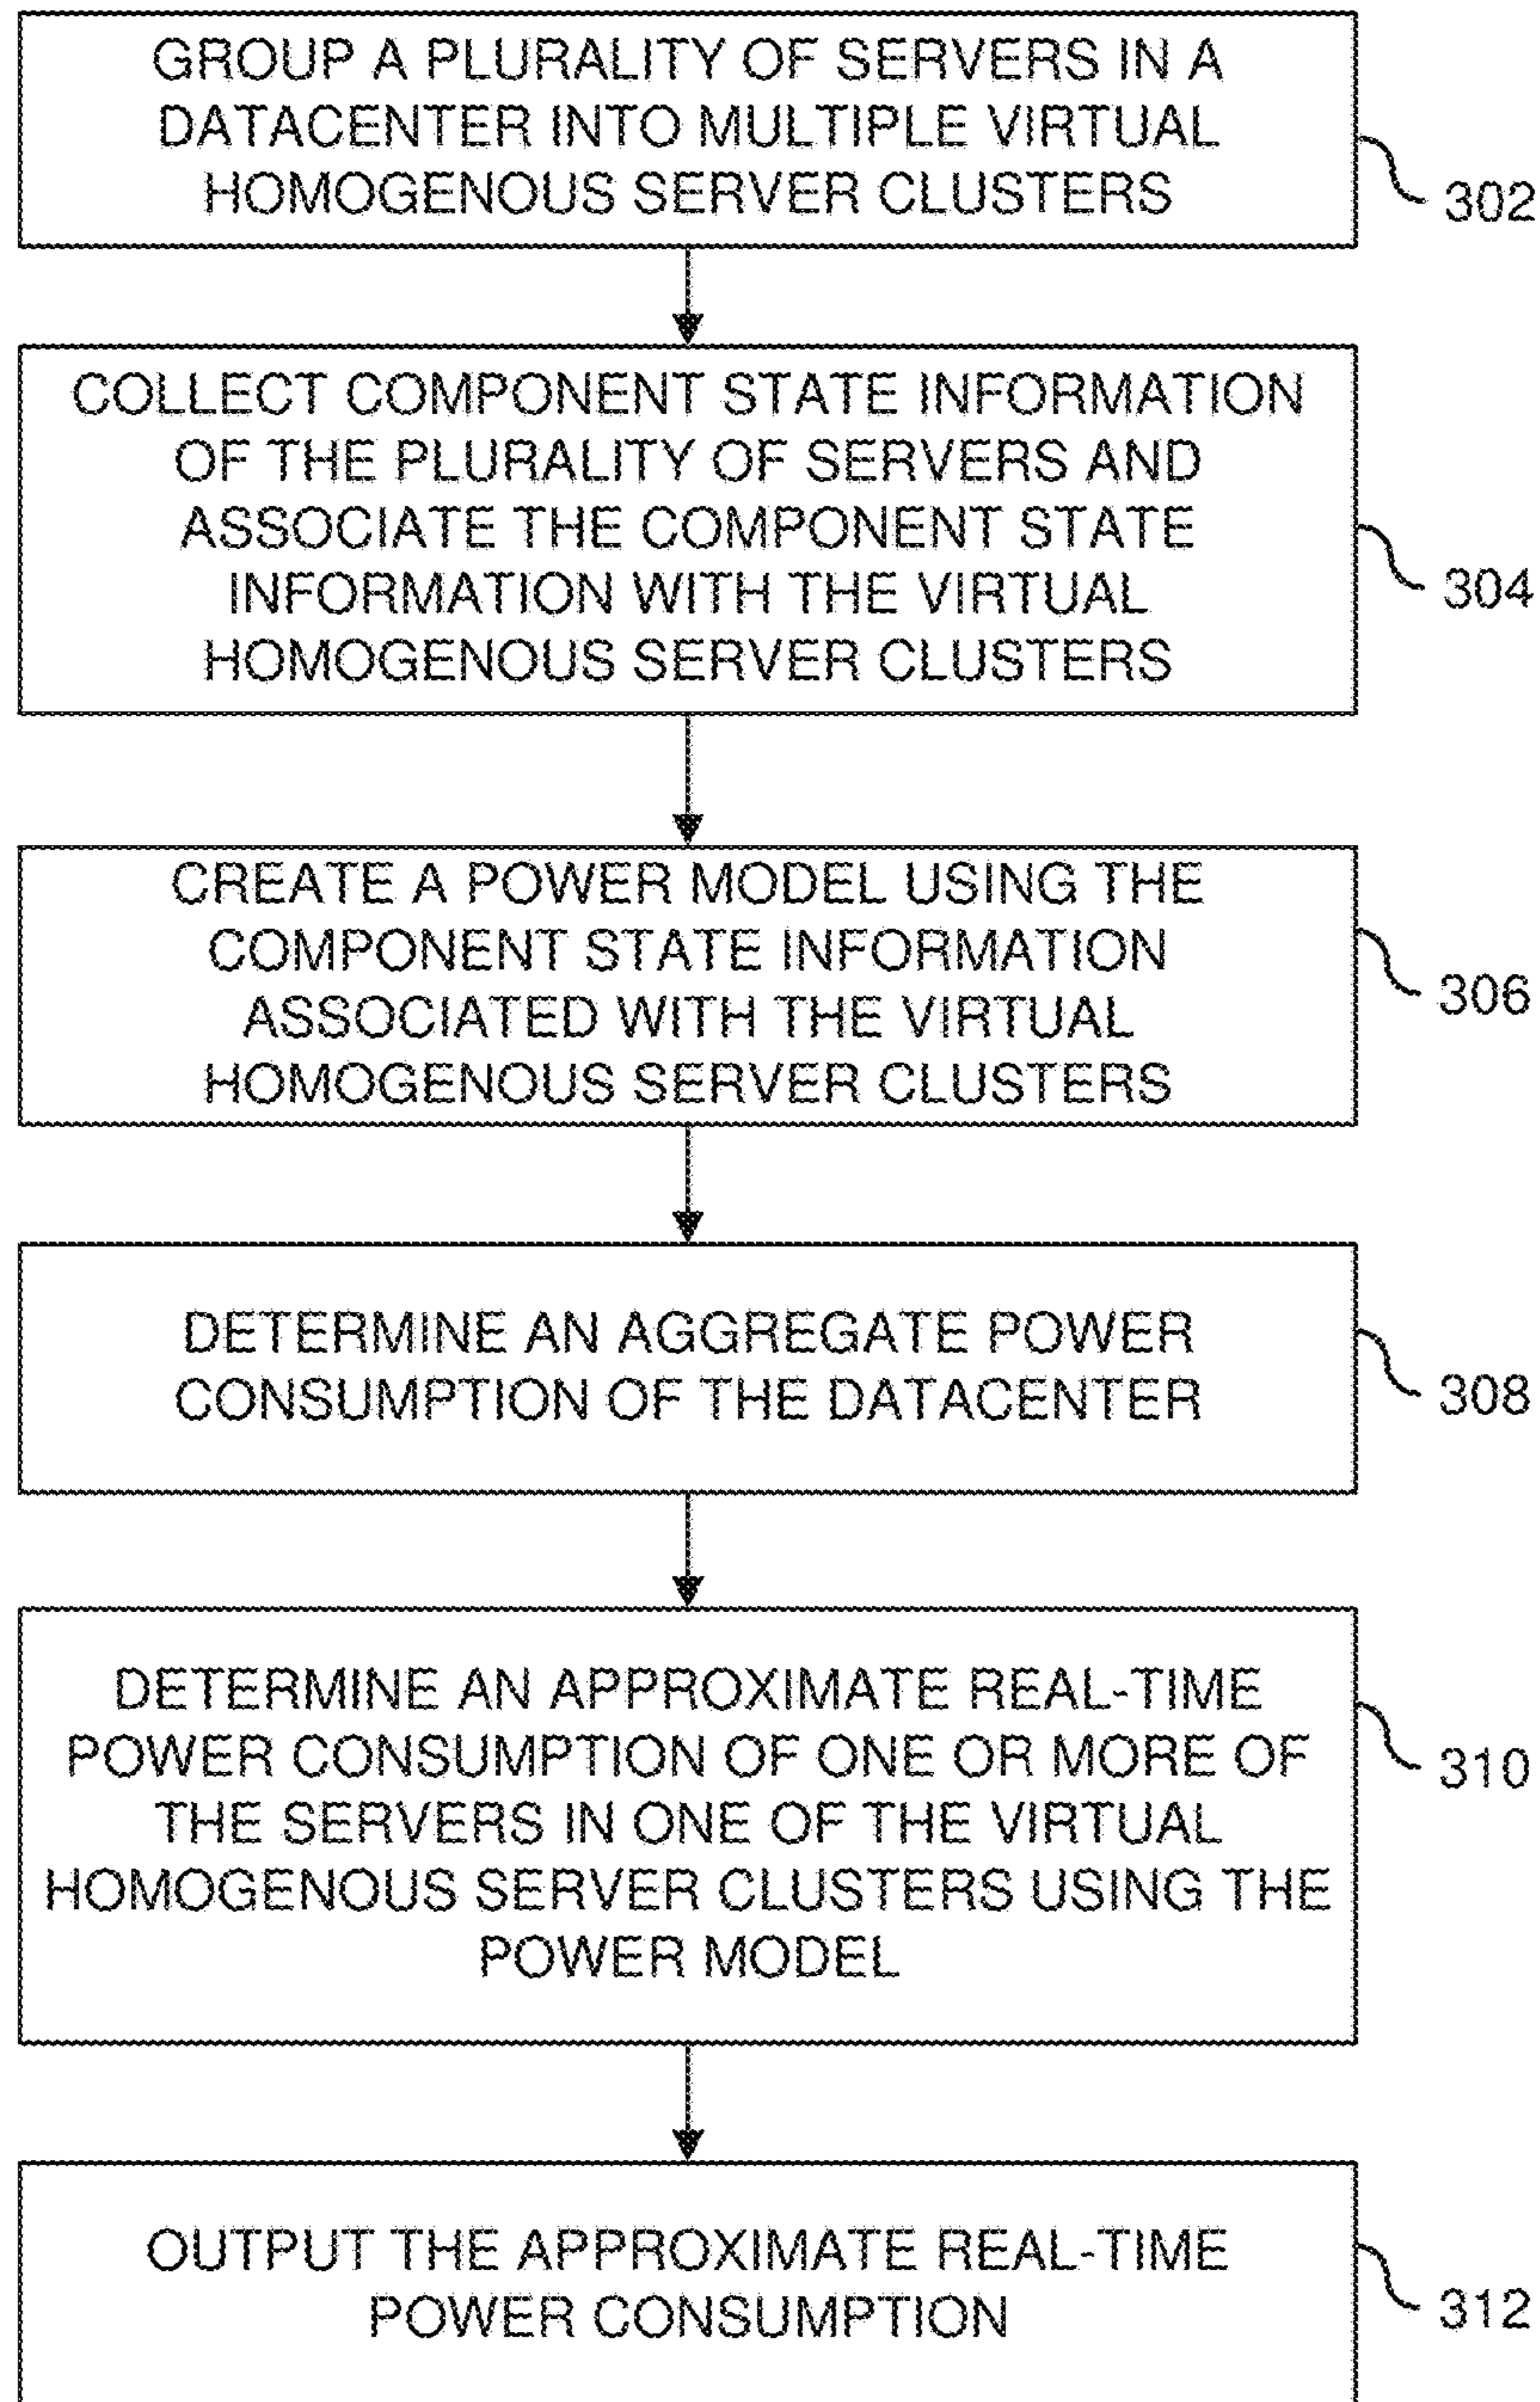 GROUP A PLURALITY OF SERVERS IN A
DATACENTER INTO MULTIPLE VIRTUAL
HOMOGENOUS SERVER CLUSTERS
302
COLLECT COMPONENT STATE INFORMATION
OF THE PLURALITY OF SERVERS AND
ASSOCIATE THE COMPONENT STATE
INFORMATION WITH THE VIRTUAL
HOMOGENOUS SERVER CLUSTERS
304
CREATE A POWER MODEL USING THE
COMPONENT STATE INFORMATION
ASSOCIATED WITH THE VIRTUAL
HOMOGENOUS SERVER CLUSTERS
306
DETERMINE AN AGGREGATE POWER
CONSUMPTION OF THE DATACENTER
308
DETERMINE AN APPROXIMATE REAL-TIME
POWER CONSUMPTION OF ONE OR MORE OF
THE SERVERS IN ONE OF THE VIRTUAL
HOMOGENOUS SERVER CLUSTERS USING THE
POWER MODEL
310
OUTPUT THE APPROXIMATE REAL-TIME
POWER CONSUMPTION
312